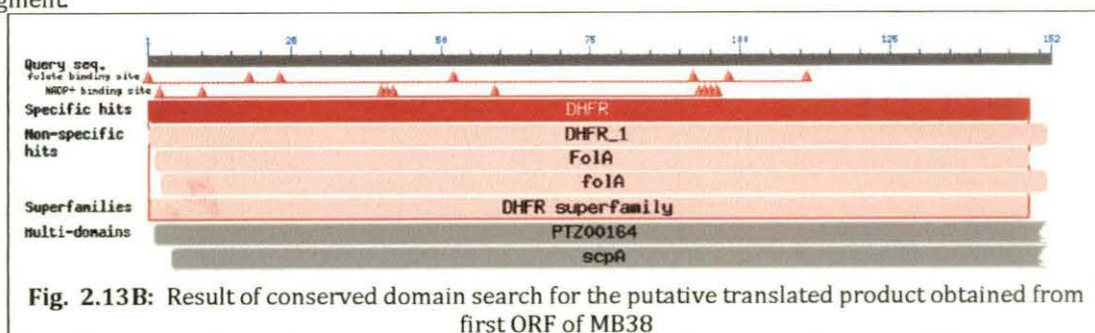 gment.
1 25 50 75 100 125 152
Query seq.
folate binding site
NADP+ binding site
Specific hits DHFR
Non-specific hits DHFR_1
FolA
folA
Superfamilies DHFR superfamily
Multi-domains PTZ00164
scpA
Fig. 2.13B: Result of conserved domain search for the putative translated product obtained from
first ORF of MB38